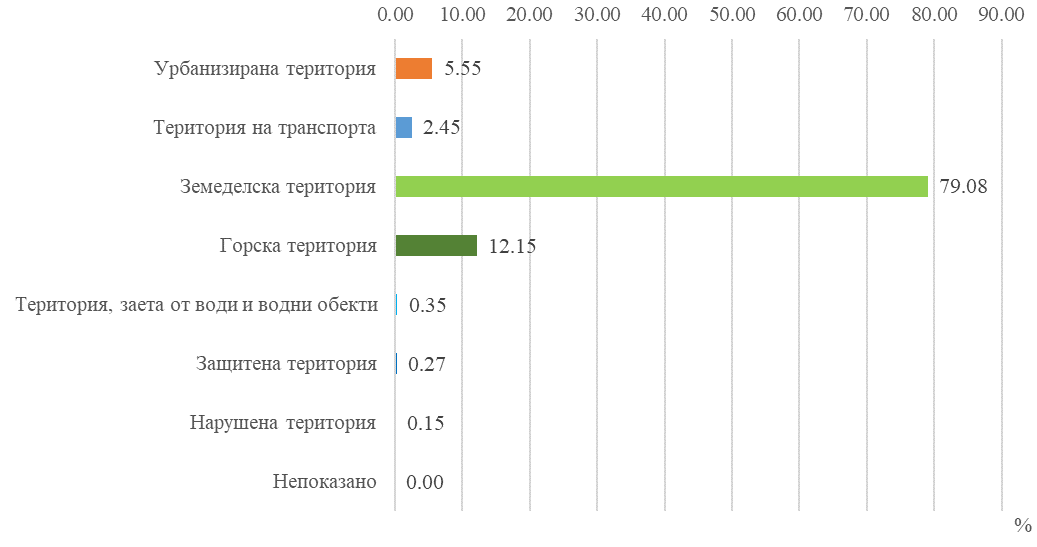 0.00 10.00 20.00 30.00 40.00 50.00 60.00 70.00 80.00 90.00
Урбанизирана територия 5.55
Територия на транспорта 2.45
Земеделска територия 79.08
Горска територия 12.15
Територия, заета от води и водни обекти 0.35
Защитена територия 0.27
Нарушена територия 0.15
Непоказано 0.00
%